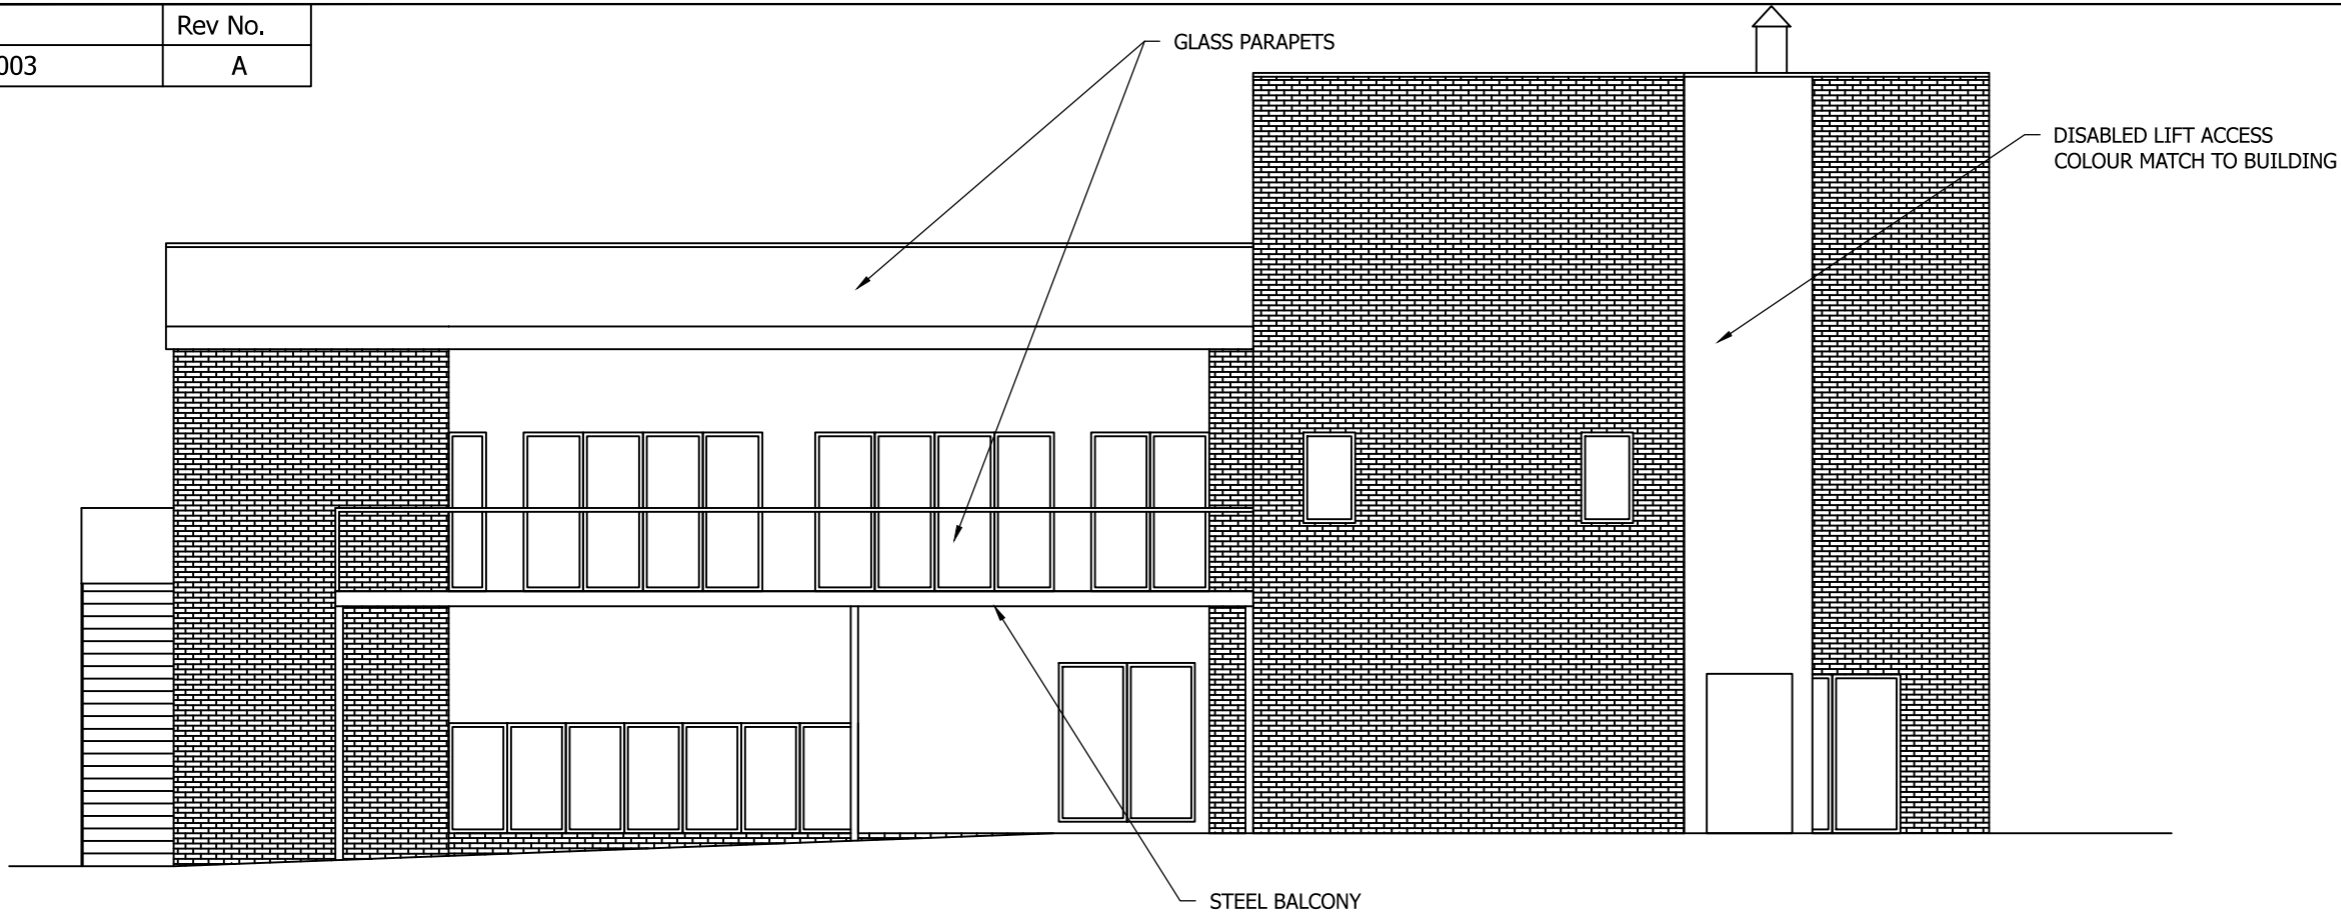 Rev No.
003 A
GLASS PARAPETS
DISABLED LIFT ACCESS
COLOUR MATCH TO BUILDING
STEEL BALCONY